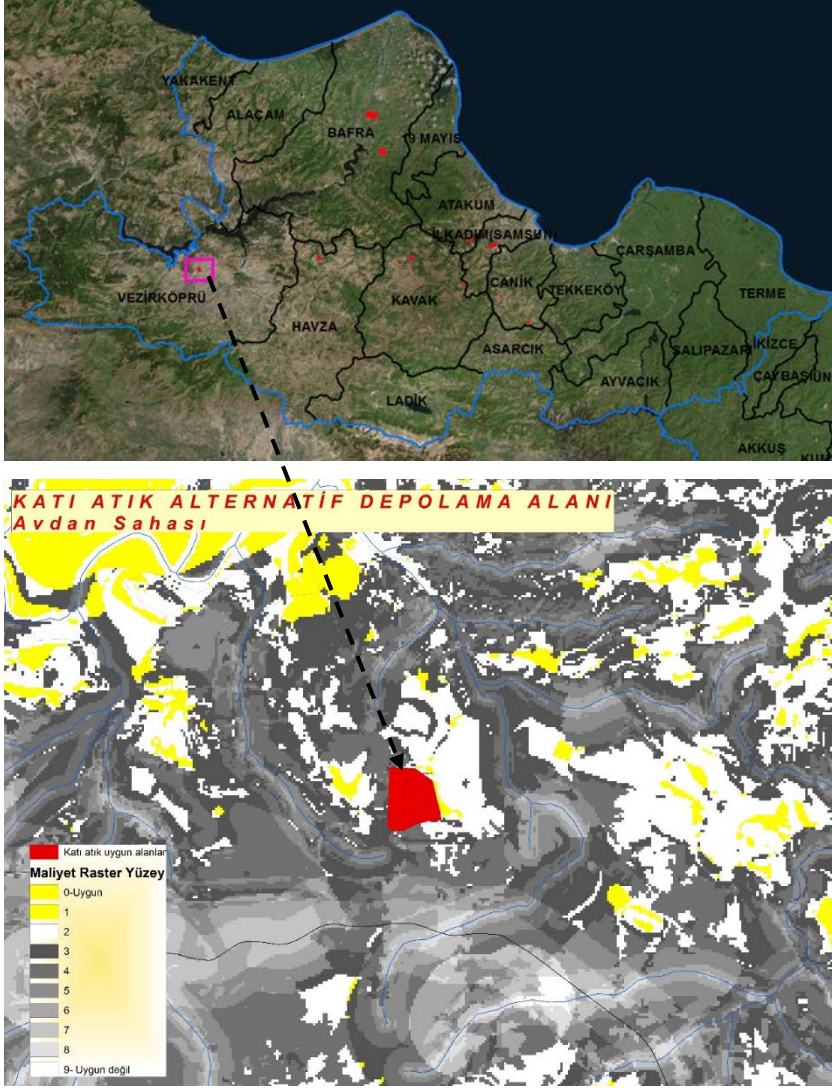 YAKAKENT
ALAÇAM
BAFRA
19 MAYIS
ATAKUM
İLKADIM(SAMSUN)
ÇARŞAMBA
CANİK
TEKKEKÖY
TERME
VEZİRKÖPRÜ
KAVAK
HAVZA
ASARCIK
SALIPAZARI
İKİZCE
AYVACIK
ÇAYBAŞI
ÜN
LADİK
AKKUŞ
KUM
KATI ATIK ALTERNATİF DEPOLAMA ALANI
Avdan Sahası
Katı atık uygun alanlar
Maliyet Raster Yüzey
0-Uygun
1
2
3
4
5
6
7
8
9- Uygun değil